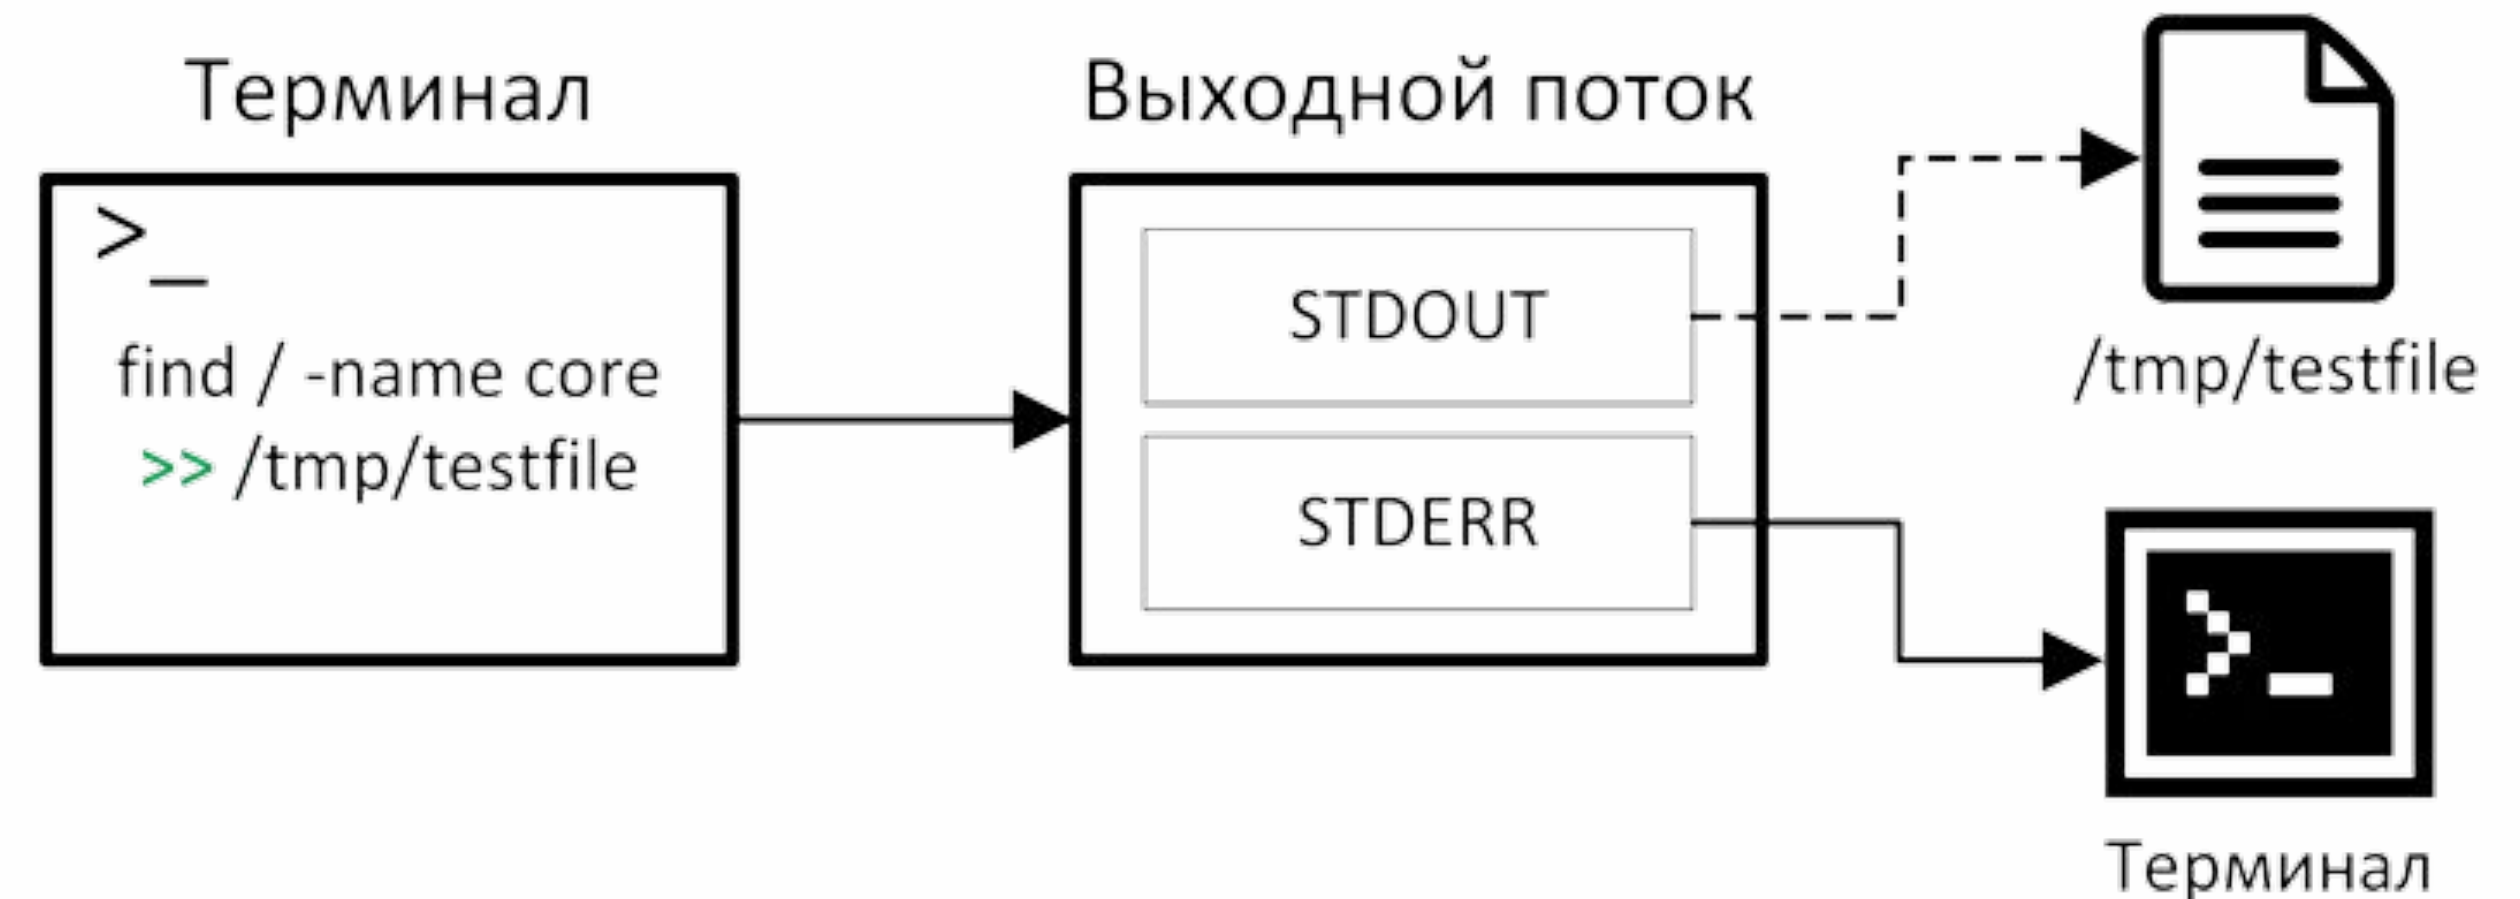 Терминал
>_
find / -name core
>> /tmp/testfile
Выходной поток
STDOUT
STDERR
/tmp/testfile
>_
Терминал